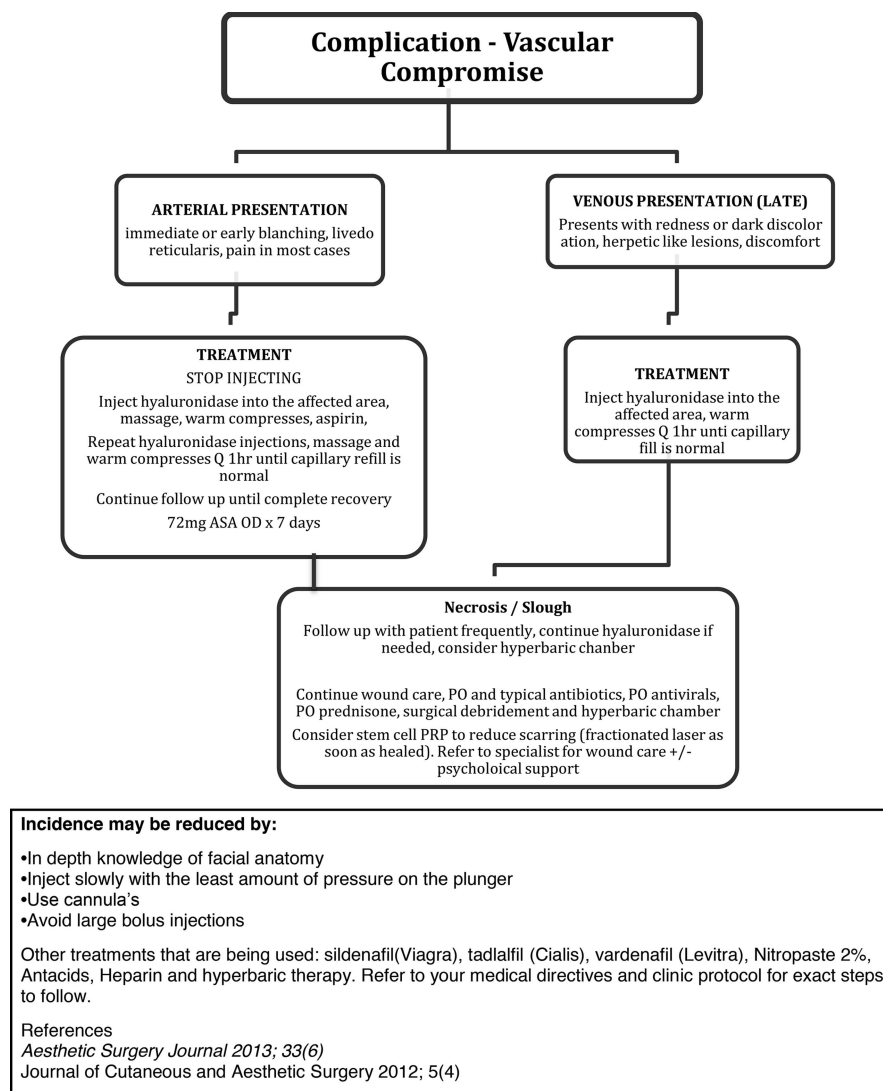 Complication - Vascular
Compromise
ARTERIAL PRESENTATION
immediate or early blanching, livedo
reticularis, pain in most cases
VENOUS PRESENTATION (LATE)
Presents with redness or dark discolor
ation, herpetic like lesions, discomfort
TREATMENT
STOP INJECTING
Inject hyaluronidase into the affected area,
massage, warm compresses, aspirin,
Repeat hyaluronidase injections, massage and
warm compresses Q 1hr until capillary refill is
normal
Continue follow up until complete recovery
72mg ASA OD x 7 days
TREATMENT
Inject hyaluronidase into the
affected area, warm
compresses Q 1hr unti capillary
fill is normal
Necrosis / Slough
Follow up with patient frequently, continue hyaluronidase if
needed, consider hyperbaric chanber
Continue wound care, PO and typical antibiotics, PO antivirals,
PO prednisone, surgical debridement and hyperbaric chamber
Consider stem cell PRP to reduce scarring (fractionated laser as
soon as healed). Refer to specialist for wound care +/-
psycholoical support
Incidence may be reduced by:
•In depth knowledge of facial anatomy
•Inject slowly with the least amount of pressure on the plunger
•Use cannula's
•Avoid large bolus injections
Other treatments that are being used: sildenafil(Viagra), tadlalfil (Cialis), vardenafil (Levitra), Nitropaste 2%,
Antacids, Heparin and hyperbaric therapy. Refer to your medical directives and clinic protocol for exact steps
to follow.
References
Aesthetic Surgery Journal 2013; 33(6)
Journal of Cutaneous and Aesthetic Surgery 2012; 5(4)